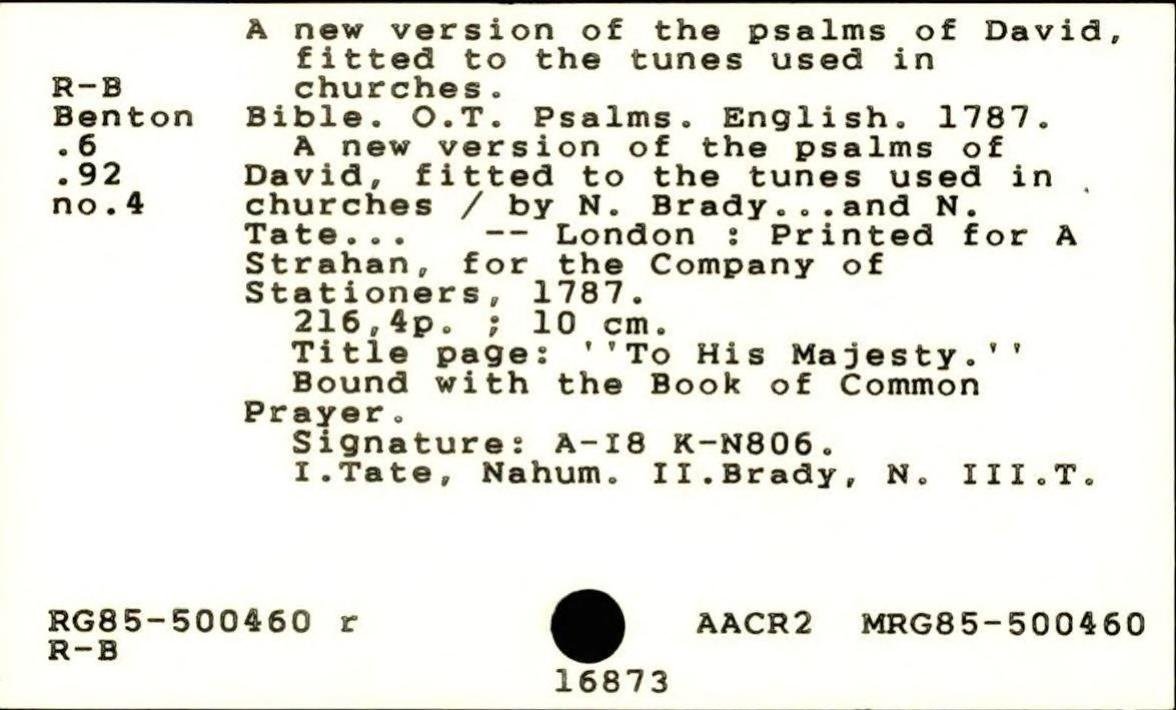 A new version of the psalms of David,
fitted to the tunes used in
R-B churches.
Benton Bible. O.T. Psalms. English. 1787.
.6 A new version of the psalms of
.92 David, fitted to the tunes used in
no.4 churches / by N. Brady...and N.
Tate... -- London : Printed for A
Strahan, for the Company of
Stationers, 1787.
216,4p. ; 10 cm.
Title page: ''To His Majesty.''
Bound with the Book of Common
Prayer.
Signature: A-I8 K-N806.
I.Tate, Nahum. II.Brady, N. III.T.
RG85-500460 r AACR2 MRG85-500460
R-B
16873